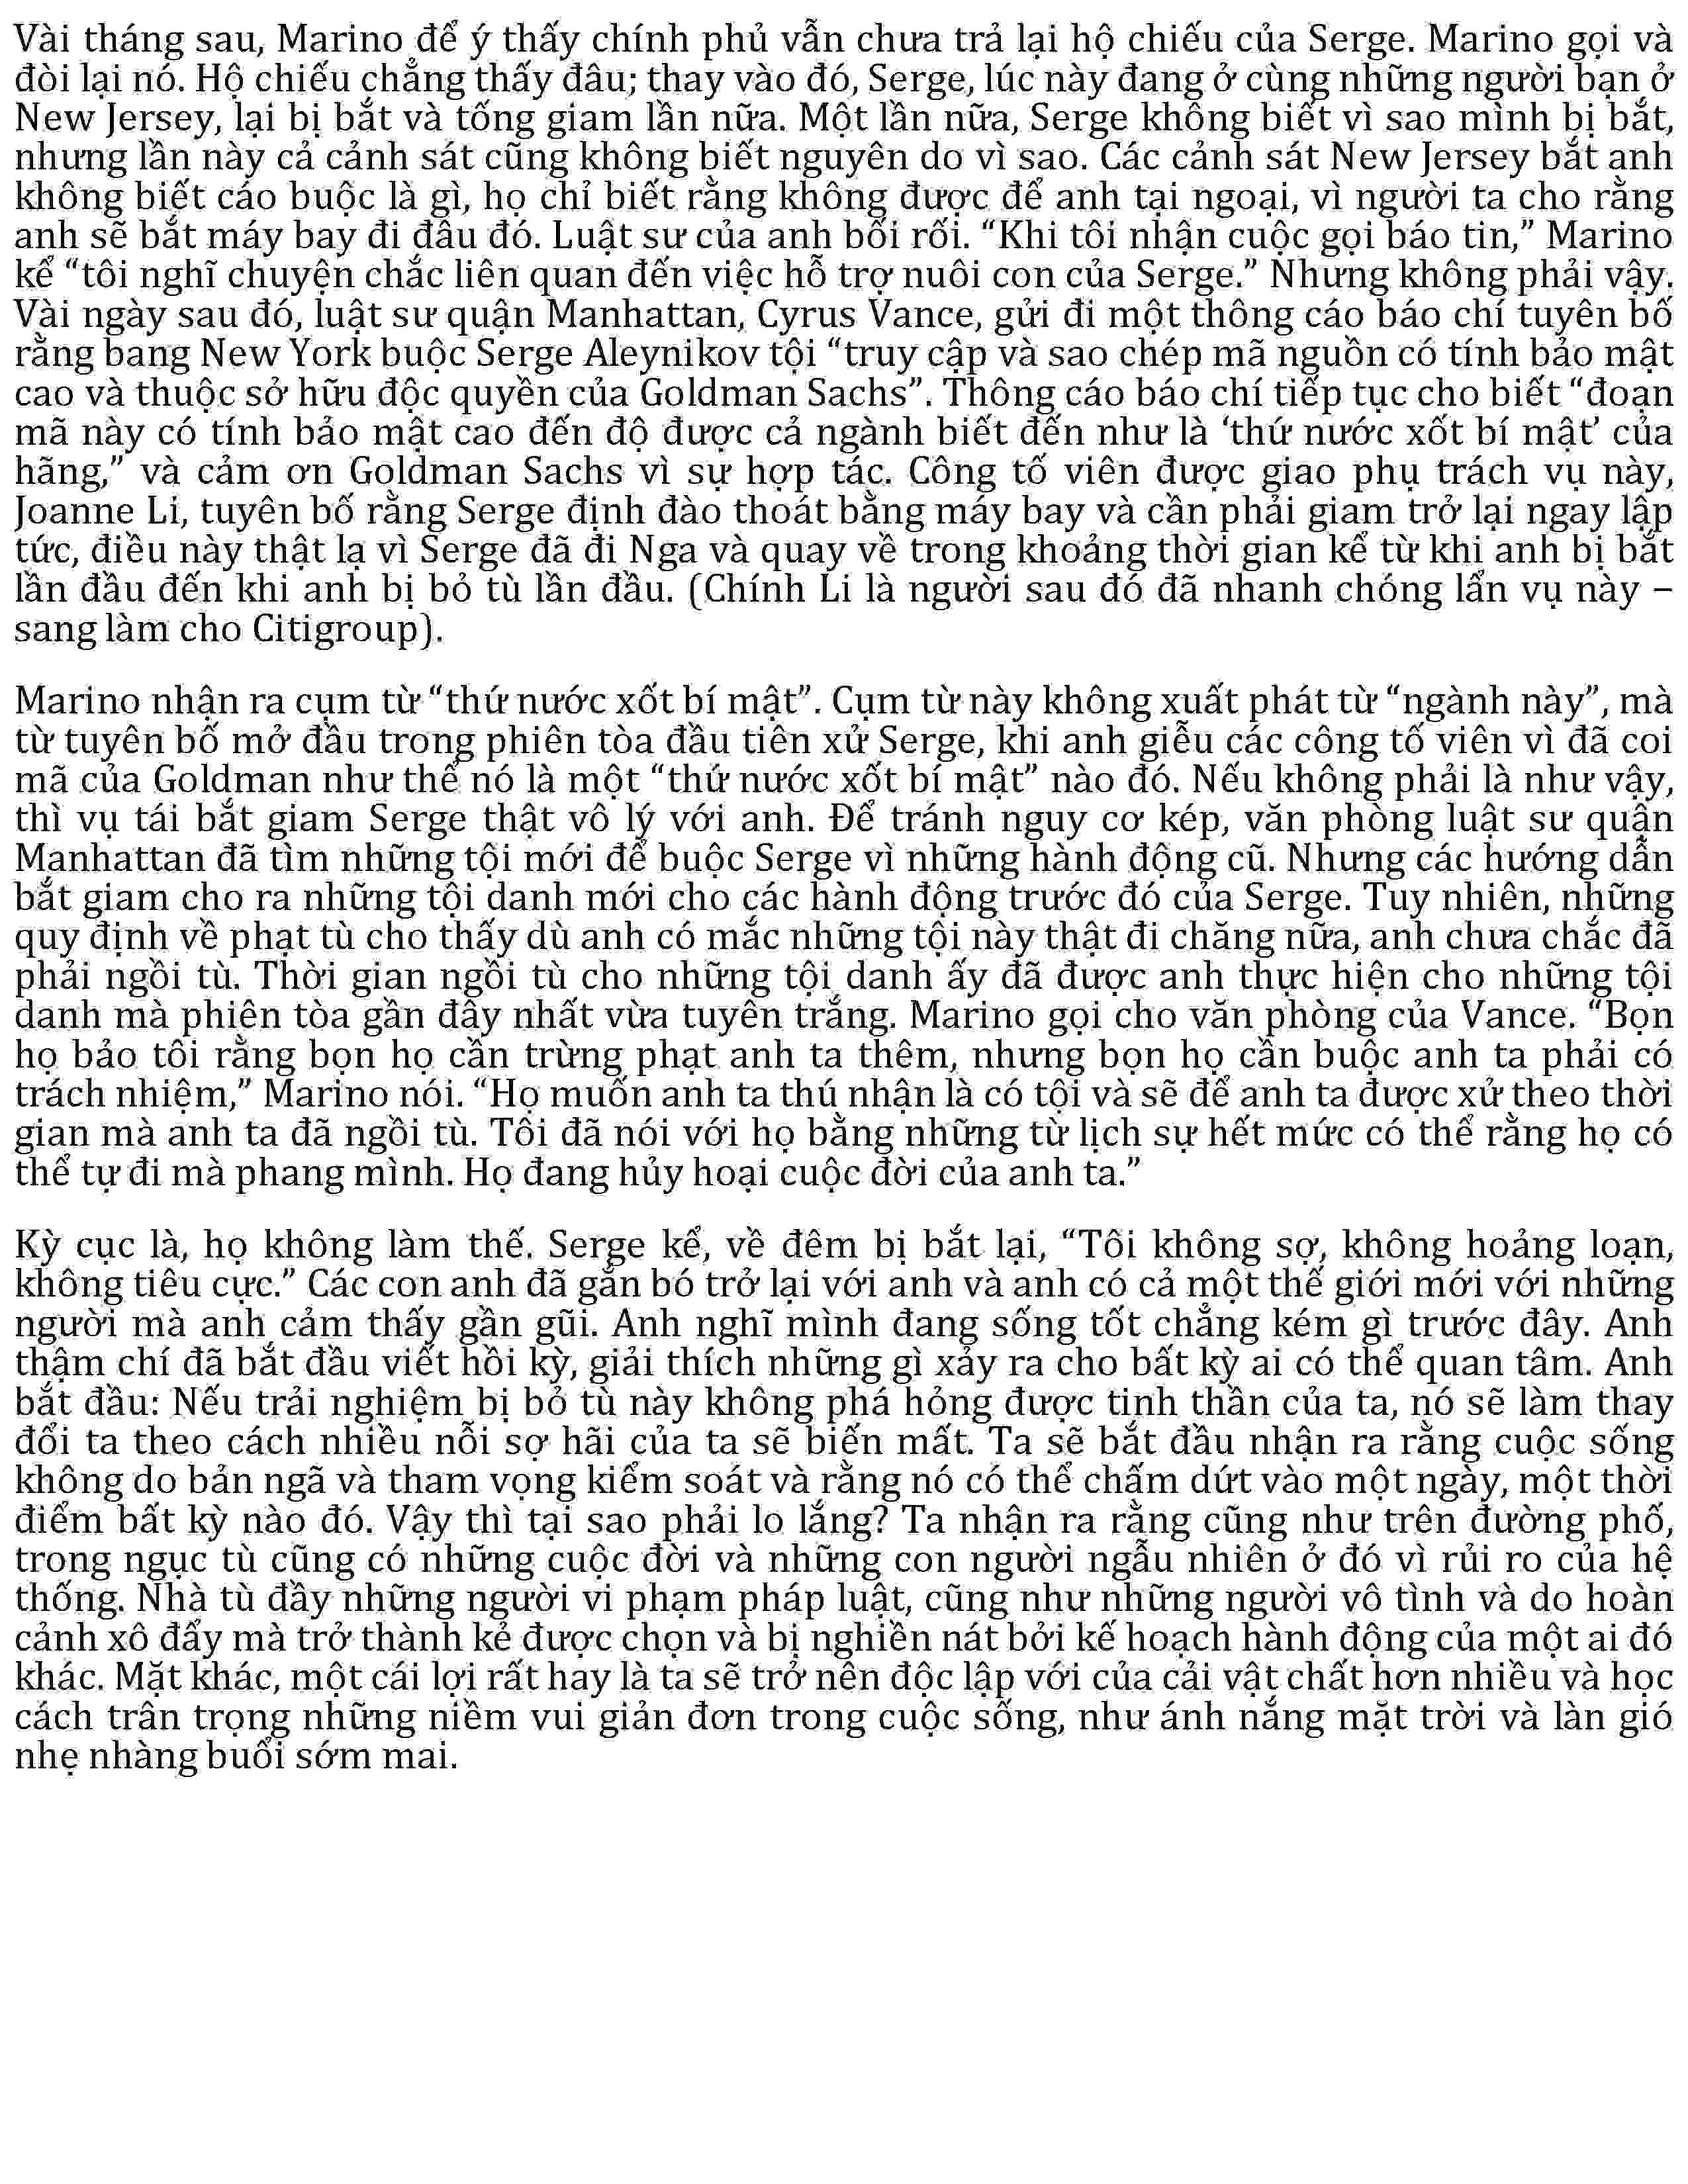 Vài tháng sau, Marino để ý thấy chính phủ vẫn chưa trả lại hộ chiếu của Serge. Marino gọi và
đòi lại nó. Hộ chiếu chẳng thấy đâu; thay vào đó, Serge, lúc này đang ở cùng những người bạn ở
New Jersey, lại bị bắt và tống giam lần nữa. Một lần nữa, Serge không biết vì sao mình bị bắt,
nhưng lần này cả cảnh sát cũng không biết nguyên do vì sao. Các cảnh sát New Jersey bắt anh
không biết cáo buộc là gì, họ chỉ biết rằng không được để anh tại ngoại, vì người ta cho rằng
anh sẽ bắt máy bay đi đâu đó. Luật sư của anh bối rối. “Khi tôi nhận cuộc gọi báo tin,” Marino
kể “tôi nghĩ chuyện chắc liên quan đến việc hỗ trợ nuôi con của Serge.” Nhưng không phải vậy.
Vài ngày sau đó, luật sư quận Manhattan, Cyrus Vance, gửi đi một thông cáo báo chí tuyên bố
rằng bang New York buộc Serge Aleynikov tội “truy cập và sao chép mã nguồn có tính bảo mật
cao và thuộc sở hữu độc quyền của Goldman Sachs”. Thông cáo báo chí tiếp tục cho biết “đoạn
mã này có tính bảo mật cao đến độ được cả ngành biết đến như là ‘thứ nước xốt bí mật’ của
hãng,” và cảm ơn Goldman Sachs vì sự hợp tác. Công tố viên được giao phụ trách vụ này,
Joanne Li, tuyên bố rằng Serge định đào thoát bằng máy bay và cần phải giam trở lại ngay lập
tức, điều này thật lạ vì Serge đã đi Nga và quay về trong khoảng thời gian kể từ khi anh bị bắt
lần đầu đến khi anh bị bỏ tù lần đầu. (Chính Li là người sau đó đã nhanh chóng lẩn vụ này –
sang làm cho Citigroup).
Marino nhận ra cụm từ “thứ nước xốt bí mật”. Cụm từ này không xuất phát từ “ngành này”, mà
từ tuyên bố mở đầu trong phiên tòa đầu tiên xử Serge, khi anh giễu các công tố viên vì đã coi
mã của Goldman như thể nó là một “thứ nước xốt bí mật” nào đó. Nếu không phải là như vậy,
thì vụ tái bắt giam Serge thật vô lý với anh. Để tránh nguy cơ kép, văn phòng luật sư quận
Manhattan đã tìm những tội mới để buộc Serge vì những hành động cũ. Nhưng các hướng dẫn
bắt giam cho ra những tội danh mới cho các hành động trước đó của Serge. Tuy nhiên, những
quy định về phạt tù cho thấy dù anh có mắc những tội này thật đi chăng nữa, anh chưa chắc đã
phải ngồi tù. Thời gian ngồi tù cho những tội danh ấy đã được anh thực hiện cho những tội
danh mà phiên tòa gần đây nhất vừa tuyên trắng. Marino gọi cho văn phòng của Vance. “Bọn
họ bảo tôi rằng bọn họ cần trừng phạt anh ta thêm, nhưng bọn họ cần buộc anh ta phải có
trách nhiệm,” Marino nói. “Họ muốn anh ta thú nhận là có tội và sẽ để anh ta được xử theo thời
gian mà anh ta đã ngồi tù. Tôi đã nói với họ bằng những từ lịch sự hết mức có thể rằng họ có
thể tự đi mà phang mình. Họ đang hủy hoại cuộc đời của anh ta.”
Kỳ cục là, họ không làm thế. Serge kể, về đêm bị bắt lại, “Tôi không sợ, không hoảng loạn,
không tiêu cực.” Các con anh đã gắn bó trở lại với anh và anh có cả một thế giới mới với những
người mà anh cảm thấy gần gũi. Anh nghĩ mình đang sống tốt chẳng kém gì trước đây. Anh
thậm chí đã bắt đầu viết hồi kỳ, giải thích những gì xảy ra cho bất kỳ ai có thể quan tâm. Anh
bắt đầu: Nếu trải nghiệm bị bỏ tù này không phá hỏng được tinh thần của ta, nó sẽ làm thay
đổi ta theo cách nhiều nỗi sợ hãi của ta sẽ biến mất. Ta sẽ bắt đầu nhận ra rằng cuộc sống
không do bản ngã và tham vọng kiểm soát và rằng nó có thể chấm dứt vào một ngày, một thời
điểm bất kỳ nào đó. Vậy thì tại sao phải lo lắng? Ta nhận ra rằng cũng như trên đường phố,
trong ngục tù cũng có những cuộc đời và những con người ngẫu nhiên ở đó vì rủi ro của hệ
thống. Nhà tù đầy những người vi phạm pháp luật, cũng như những người vô tình và do hoàn
cảnh xô đẩy mà trở thành kẻ được chọn và bị nghiền nát bởi kế hoạch hành động của một ai đó
khác. Mặt khác, một cái lợi rất hay là ta sẽ trở nên độc lập với của cải vật chất hơn nhiều và học
cách trân trọng những niềm vui giản đơn trong cuộc sống, như ánh nắng mặt trời và làn gió
nhẹ nhàng buổi sớm mai.